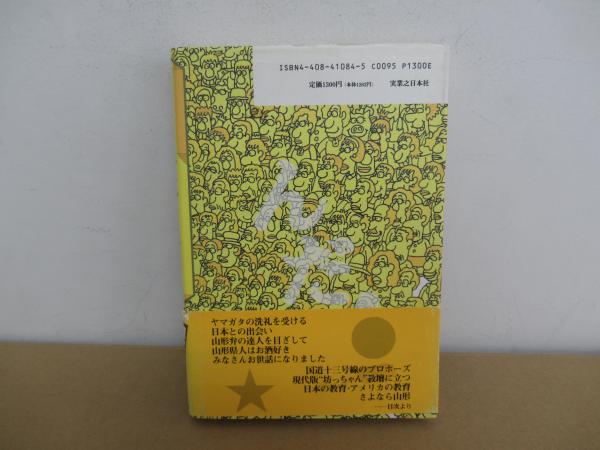 ISBN4-408-41084-5 C0095 P1300E
定価1300円(本体1262円) 実業之日本社
んだ
ヤマガタの洗礼を受ける
日本との出会い
山形弁の達人を目ざして
山形県人はお酒好き
みなさんお世話になりました
国道十三号線のプロポーズ
現代版“坊っちゃん”教壇に立つ
日本の教育・アメリカの教育
さよなら山形
——目次より